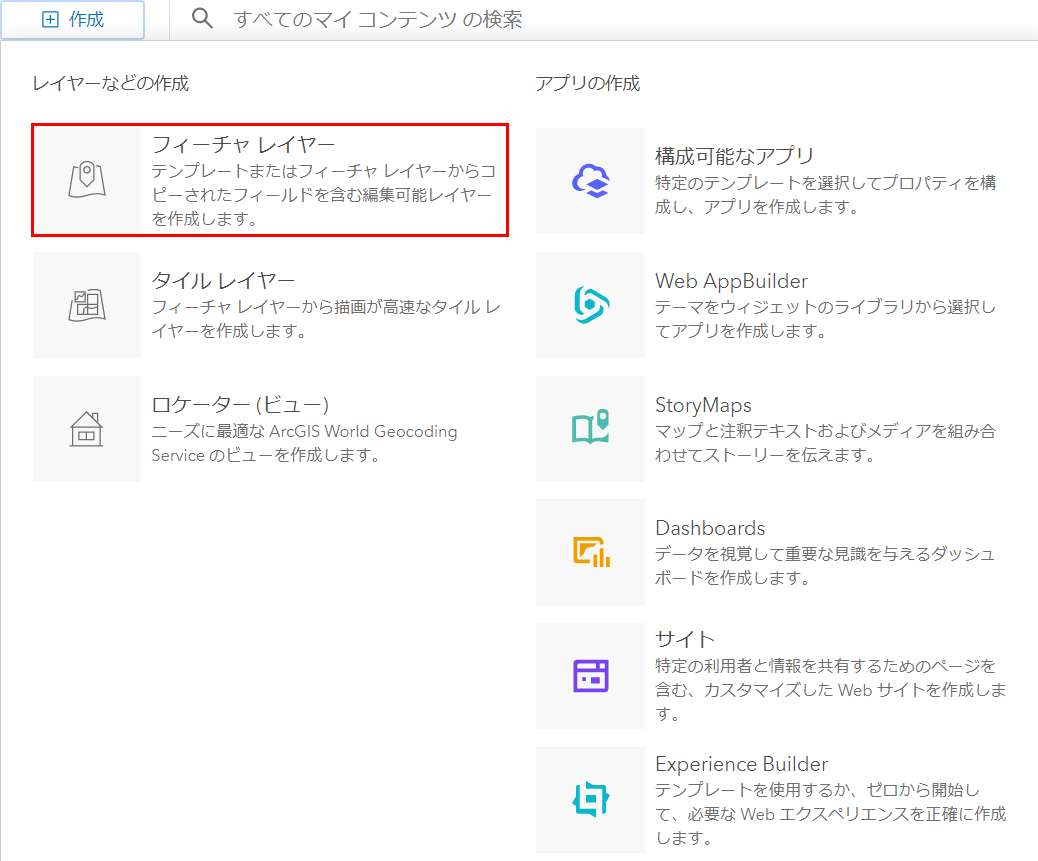 作成
すべてのマイ コンテンツ の検索
レイヤーなどの作成
フィーチャ レイヤー
テンプレートまたはフィーチャ レイヤーからコ
ピーされたフィールドを含む編集可能レイヤー
を作成します。
タイル レイヤー
フィーチャ レイヤーから描画が高速なタイル レ
イヤーを作成します。
ロケーター (ビュー)
ニーズに最適な ArcGIS World Geocoding
Service のビューを作成します。
アプリの作成
構成可能なアプリ
特定のテンプレートを選択してプロパティを構
成し、アプリを作成します。
Web AppBuilder
テーマをウィジェットのライブラリから選択し
てアプリを作成します。
StoryMaps
マップと注釈テキストおよびメディアを組み合
わせてストーリーを伝えます。
Dashboards
データを視覚して重要な見識を与えるダッシュ
ボードを作成します。
サイト
特定の利用者と情報を共有するためのページを
含む、カスタマイズした Web サイトを作成しま
す。
Experience Builder
テンプレートを使用するか、ゼロから開始し
て、必要な Web エクスペリエンスを正確に作成
します。